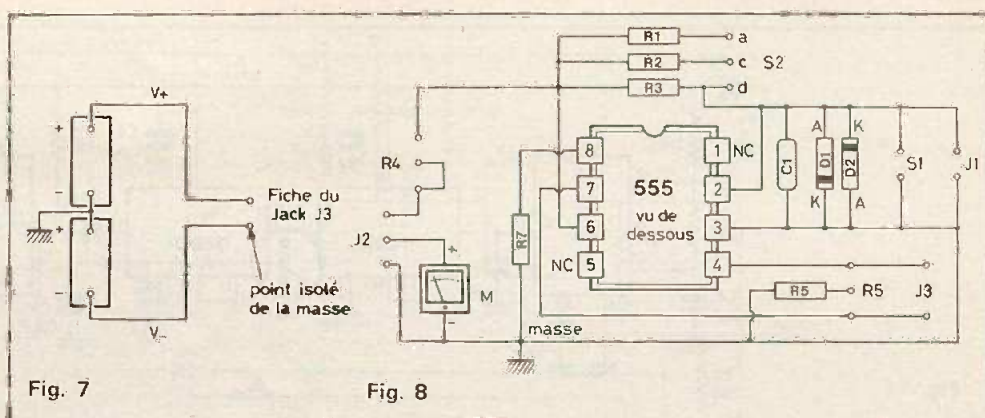 V+
+
-
+
-
V-
Fiche du
Jack J3
point isolé
de la masse
Fig. 7
R1
a
R2
c
S2
R3
d
R4
J2
+
M
-
R7
masse
8
7
6
5
NC
555
vu de
dessous
1
NC
2
3
4
C1
A
D1
K
K
D2
A
S1
J1
R5
R5
J3
Fig. 8